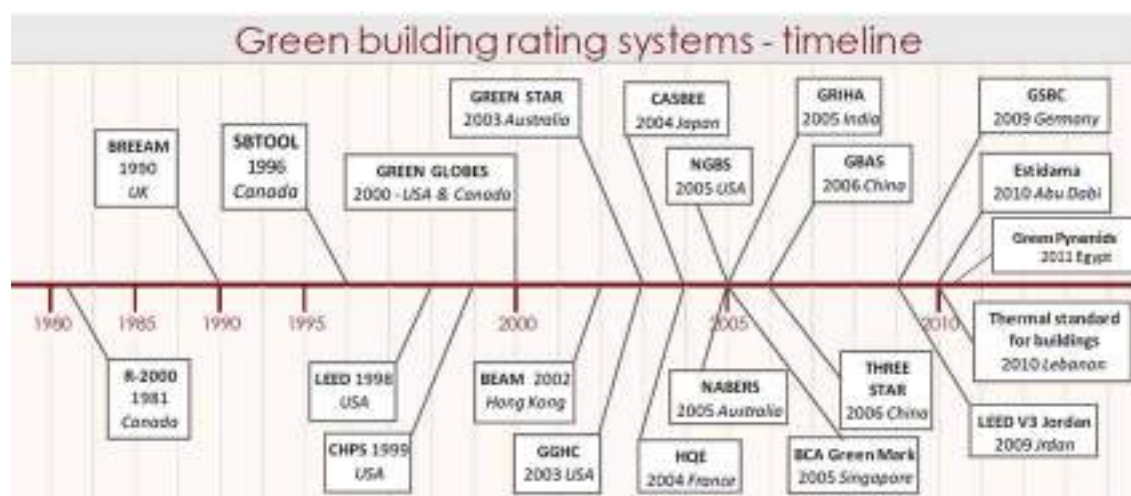 Green building rating systems - timeline
GREEN STAR
2003 Australia
CASBEE
2004 Japan
GRIHA
2005 India
GSBC
2009 Germany
BREEAM
1990
UK
SBTOOL
1996
Canada
GREEN GLOBES
2000 - USA & Canada
NGBS
2005 USA
GBAS
2006 China
Estidama
2010 Abu Dabi
Green Pyramids
2011 Egypt
1980
1985
1990
1995
2000
2005
2010
R-2000
1981
Canada
LEED 1998
USA
CHPS 1999
USA
BEAM 2002
Hong Kong
GGHC
2003 USA
HQE
2004 France
NABERS
2005 Australia
BCA Green Mark
2005 Singapore
THREE
STAR
2006 China
Thermal standard
for buildings
2010 Lebanon
LEED V3 Jordan
2009 Jrdan